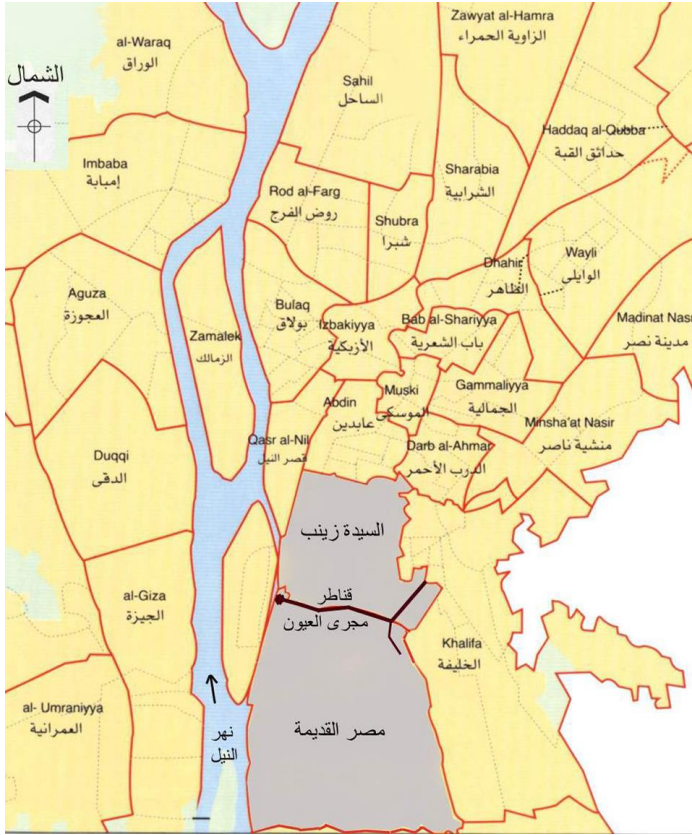 Zawyat al-Hamra
الزاوية الحمراء
al-Waraq
الوراق
الشمال
Sahil
الساحل
Haddaq al-Qubba
حدائق القبة
Imbaba
إمبابة
Sharabia
الشرابية
Rod al-Farg
روض الفرج
Shubra
شبرا
Wayli
الوايلى
Dhahir
الظاهر
Aguza
العجوزة
Bulaq
بولاق
Zamalek
الزمالك
Izbakiyya
الأزبكية
Bab al-Shariyya
باب الشعرية
Madinat Nasr
مدينة نصر
Abdin
عابدين
Muski
الموسكى
Gammaliyya
الجمالية
Minsha'at Nasir
منشية ناصر
Qasr al-Nil
قصر النيل
Darb al-Ahmar
الدرب الأحمر
Duqqi
الدقى
السيدة زينب
al-Giza
الجيزة
قناطر
مجرى العيون
Khalifa
الخليفة
al- Umraniyya
العمرانية
نهر
النيل
مصر القديمة